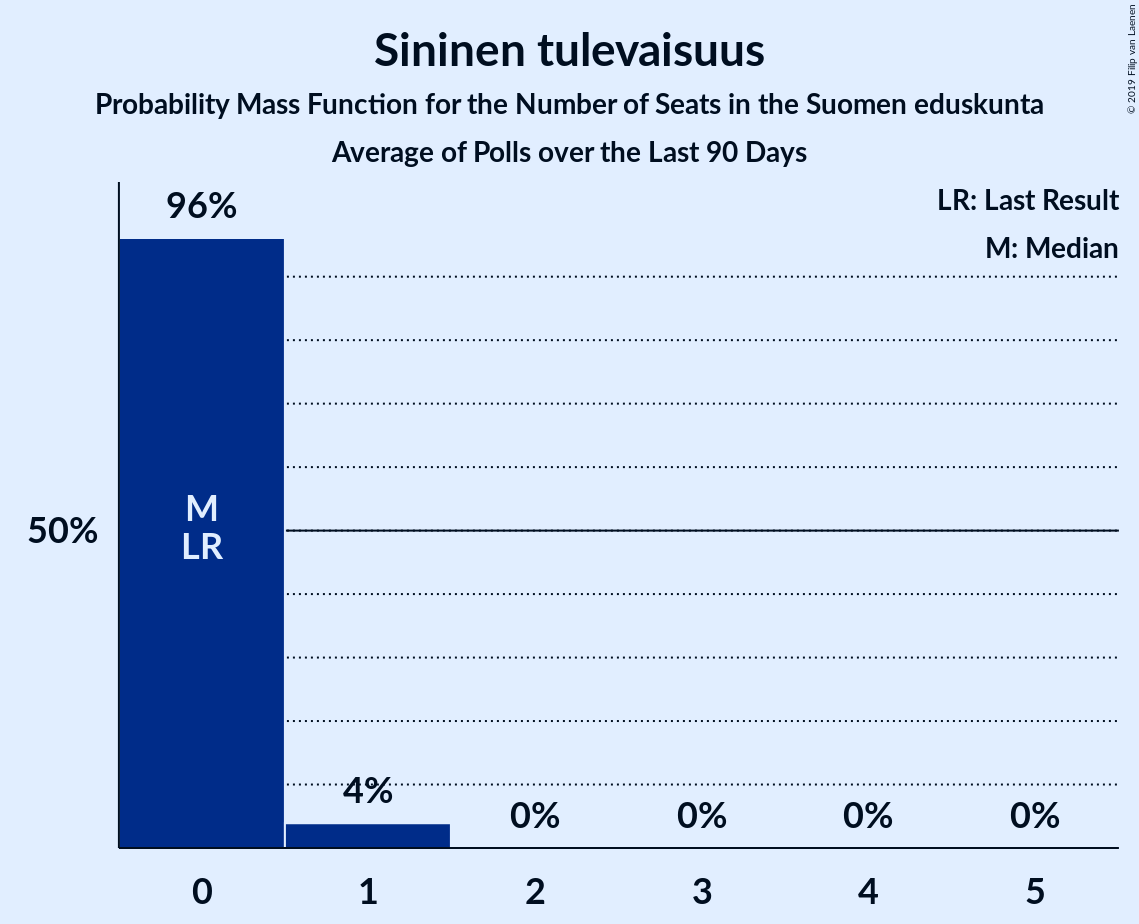 Sininen tulevaisuus
Probability Mass Function for the Number of Seats in the Suomen eduskunta
Average of Polls over the Last 90 Days
© 2019 Filip van Laenen
LR: Last Result
M: Median
96%
M
LR
50%
4%
0%
0%
0%
0%
0
1
2
3
4
5